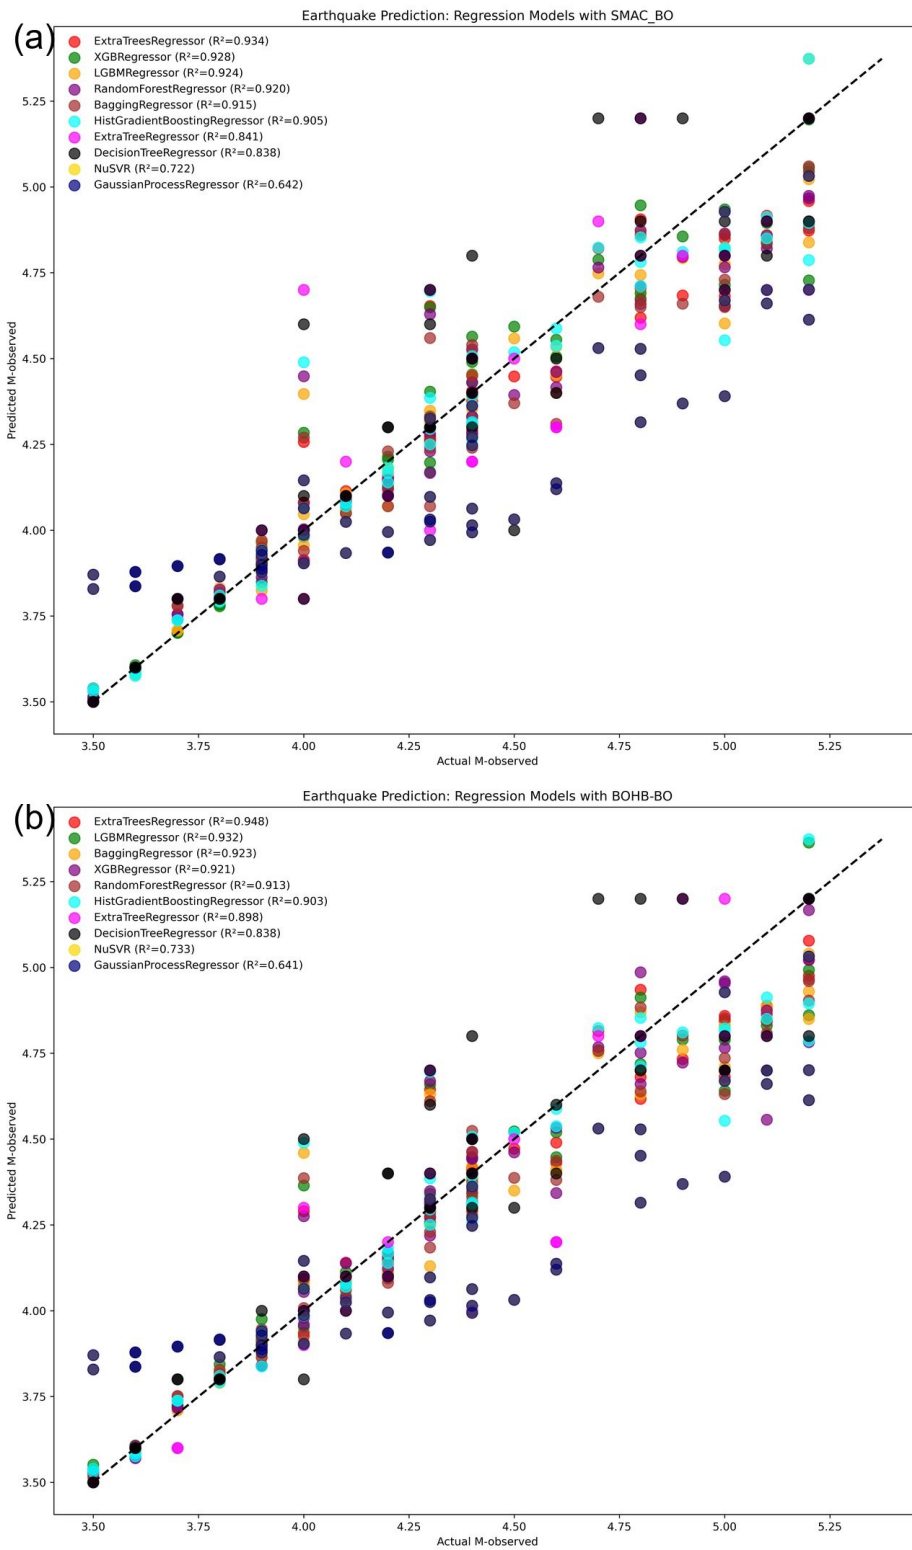 Earthquake Prediction: Regression Models with SMAC_BO
(a)
ExtraTreesRegressor (R²=0.934)
XGBRegressor (R²=0.928)
LGBMRegressor (R²=0.924)
RandomForestRegressor (R²=0.920)
BaggingRegressor (R²=0.915)
HistGradientBoostingRegressor (R²=0.905)
ExtraTreeRegressor (R²=0.841)
DecisionTreeRegressor (R²=0.838)
NuSVR (R²=0.722)
GaussianProcessRegressor (R²=0.642)
Predicted M-observed
5.25
5.00
4.75
4.50
4.25
4.00
3.75
3.50
3.50 3.75 4.00 4.25 4.50 4.75 5.00 5.25
Actual M-observed
Earthquake Prediction: Regression Models with BOHB-BO
(b)
ExtraTreesRegressor (R²=0.948)
LGBMRegressor (R²=0.932)
BaggingRegressor (R²=0.923)
XGBRegressor (R²=0.921)
RandomForestRegressor (R²=0.913)
HistGradientBoostingRegressor (R²=0.903)
ExtraTreeRegressor (R²=0.898)
DecisionTreeRegressor (R²=0.838)
NuSVR (R²=0.733)
GaussianProcessRegressor (R²=0.641)
Predicted M-observed
5.25
5.00
4.75
4.50
4.25
4.00
3.75
3.50
3.50 3.75 4.00 4.25 4.50 4.75 5.00 5.25
Actual M-observed